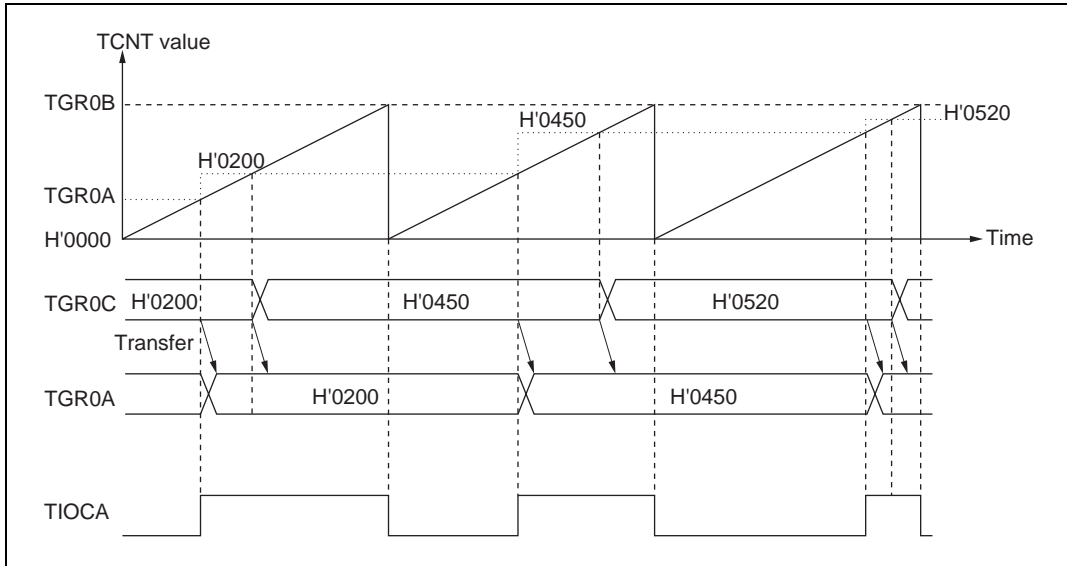 TCNT value
TGR0B
H'0520
H'0450
H'0200
TGR0A
H'0000
Time
TGR0C
H'0200
H'0450
H'0520
Transfer
TGR0A
H'0200
H'0450
TIOCA